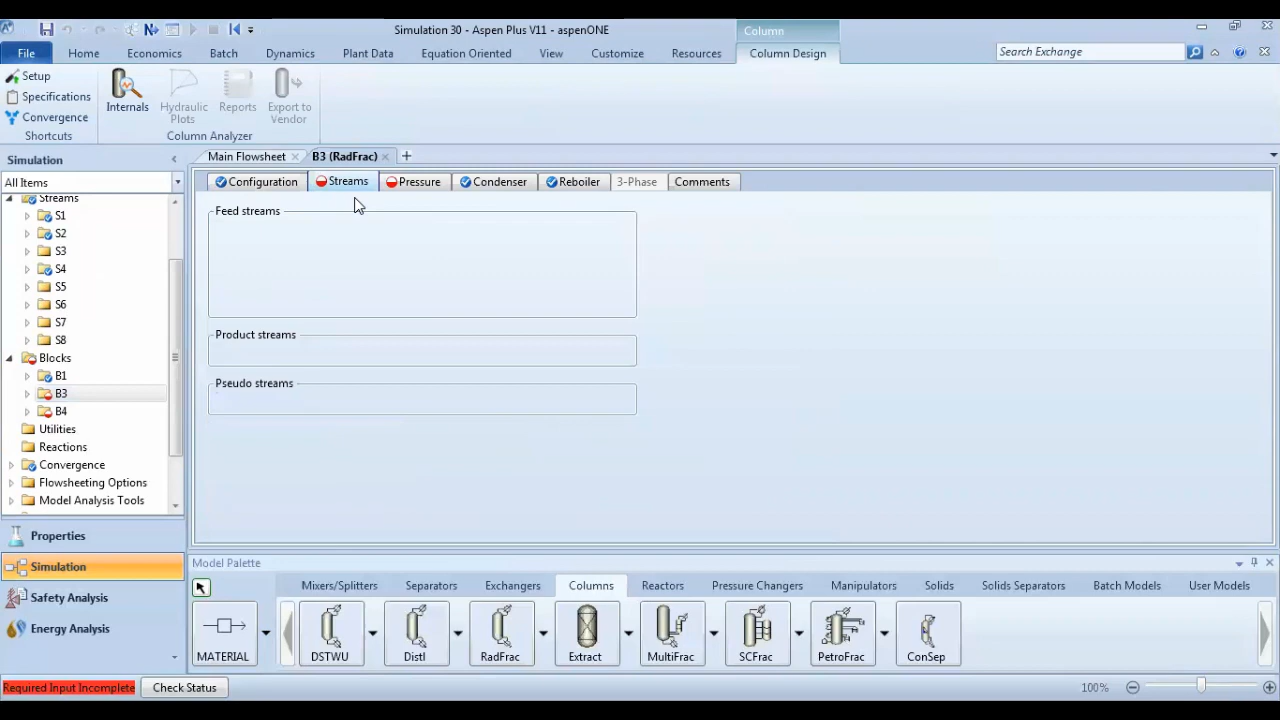 Simulation 30 - Aspen Plus V11 - aspenONE
Column
File Home Economics Batch Dynamics Plant Data Equation Oriented View Customize Resources Column Design Search Exchange
Setup
Specifications
Convergence
Shortcuts
Internals
Hydraulic Plots
Reports
Export to Vendor
Column Analyzer
Simulation
All Items
Streams
S1
S2
S3
S4
S5
S6
S7
S8
Blocks
B1
B3
B4
Utilities
Reactions
Convergence
Flowsheeting Options
Model Analysis Tools
Properties
Simulation
Safety Analysis
Energy Analysis
Main Flowsheet B3 (RadFrac)
Configuration Streams Pressure Condenser Reboiler 3-Phase Comments
Feed streams
Product streams
Pseudo streams
Model Palette
Mixers/Splitters Separators Exchangers Columns Reactors Pressure Changers Manipulators Solids Solids Separators Batch Models User Models
MATERIAL DSTWU Distl RadFrac Extract MultiFrac SCFrac PetroFrac ConSep
Required Input Incomplete Check Status 100%